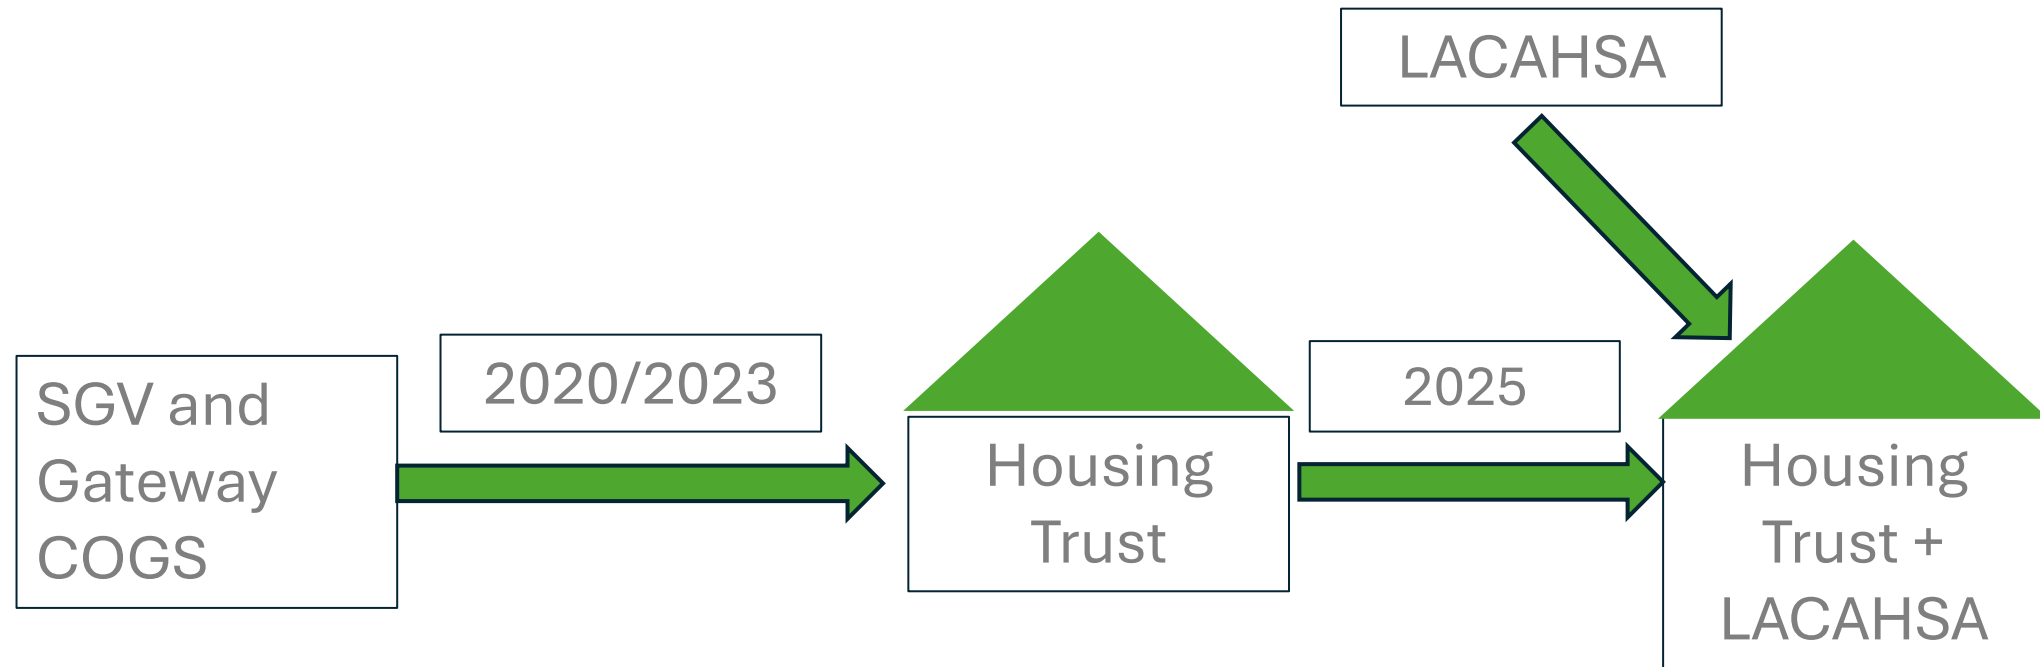 LACAHSA
SGV and
Gateway
COGS
2020/2023
Housing
Trust
2025
Housing
Trust +
LACAHSA